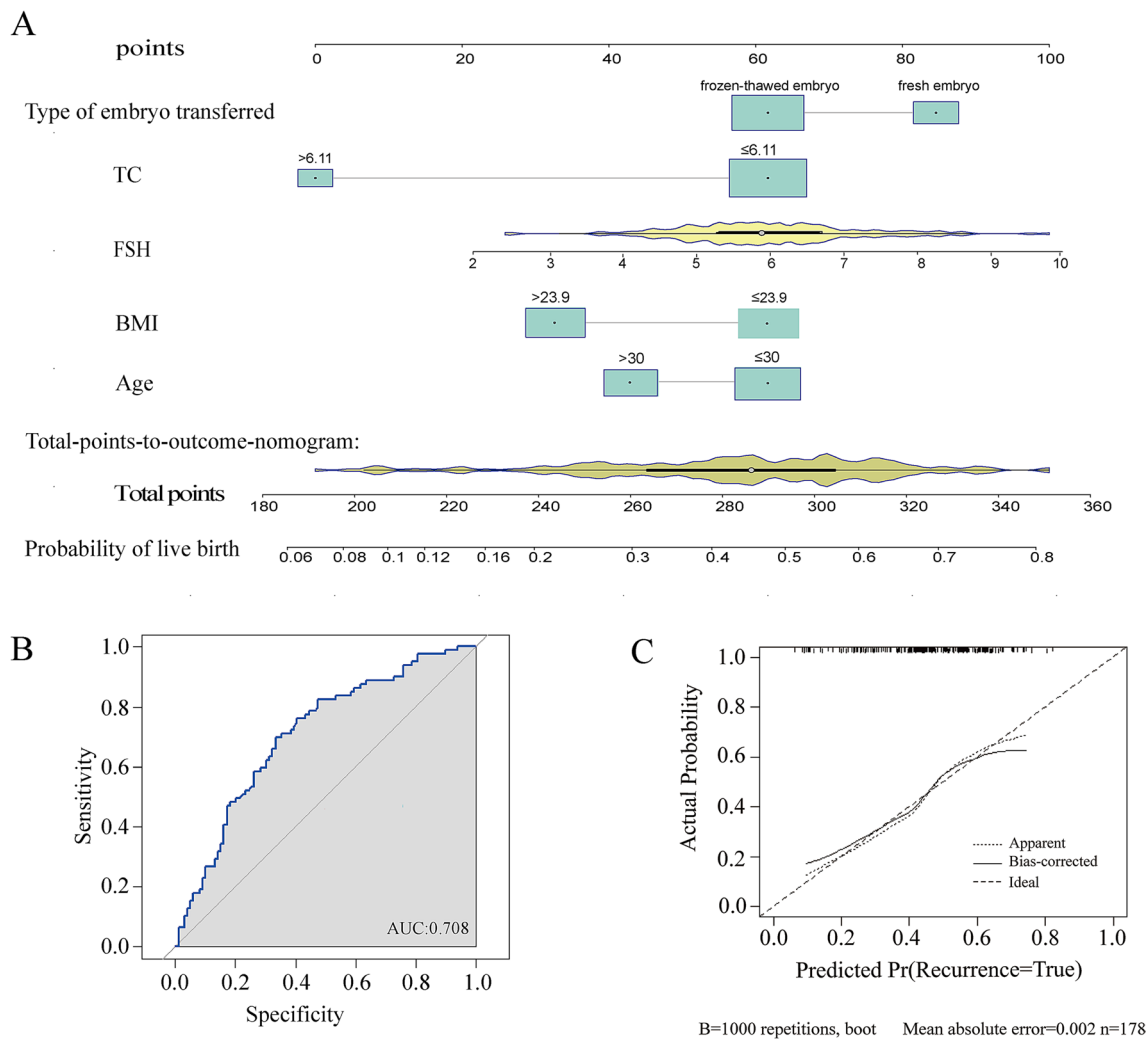 A
points
0 20 40 60 80 100
Type of embryo transferred
frozen-thawed embryo fresh embryo
TC
>6.11 ≤6.11
FSH
2 3 4 5 6 7 8 9 10
BMI
>23.9 ≤23.9
Age
>30 ≤30
Total-points-to-outcome-nomogram:
Total points
180 200 220 240 260 280 300 320 340 360
Probability of live birth
0.06 0.08 0.1 0.12 0.16 0.2 0.3 0.4 0.5 0.6 0.7 0.8
B
Sensitivity
1.0
0.8
0.6
0.4
0.2
0.0
AUC:0.708
0.0 0.2 0.4 0.6 0.8 1.0
Specificity
C
Actual Probability
1.0
0.8
0.6
0.4
0.2
0.0
Apparent
Bias-corrected
Ideal
0.0 0.2 0.4 0.6 0.8 1.0
Predicted Pr(Recurrence=True)
B=1000 repetitions, boot Mean absolute error=0.002 n=178